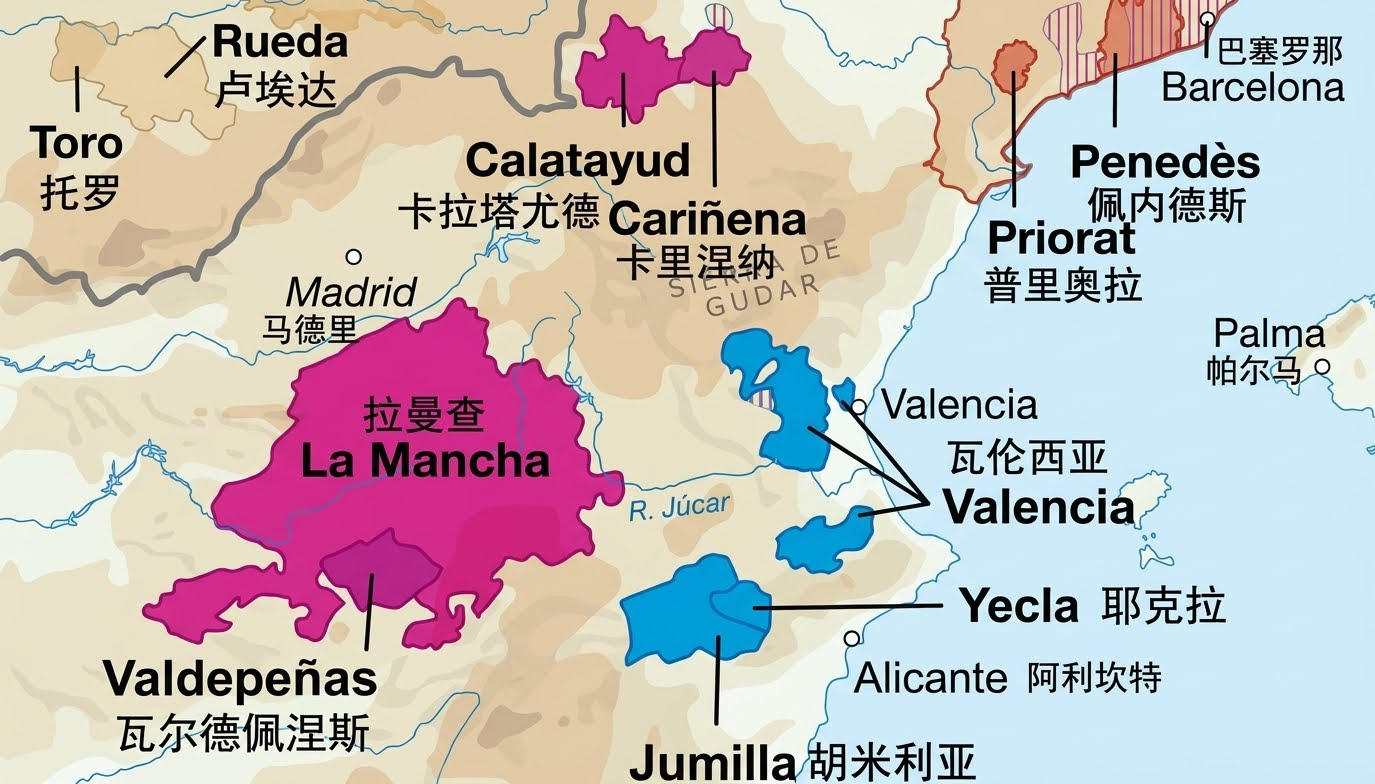 Rueda
卢埃达
Toro
托罗
巴塞罗那
Barcelona
Calatayud
卡拉塔尤德
Cariñena
卡里涅纳
Penedès
佩内德斯
Priorat
普里奥拉
SIERRA DE
GUDAR
Madrid
马德里
Palma
帕尔马
拉曼查
La Mancha
Valencia
瓦伦西亚
Valencia
R. Júcar
Yecla 耶克拉
Valdepeñas
瓦尔德佩涅斯
Alicante 阿利坎特
Jumilla 胡米利亚